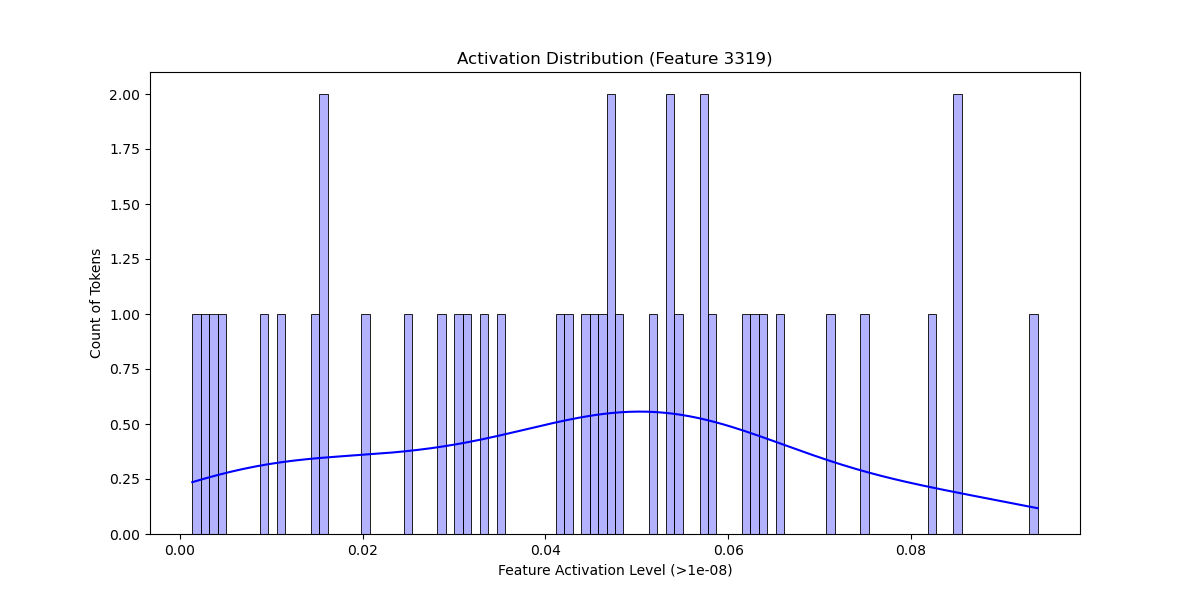 Activation Distribution (Feature 3319)
Count of Tokens
2.00
1.75
1.50
1.25
1.00
0.75
0.50
0.25
0.00
0.00 0.02 0.04 0.06 0.08
Feature Activation Level (>1e-08)